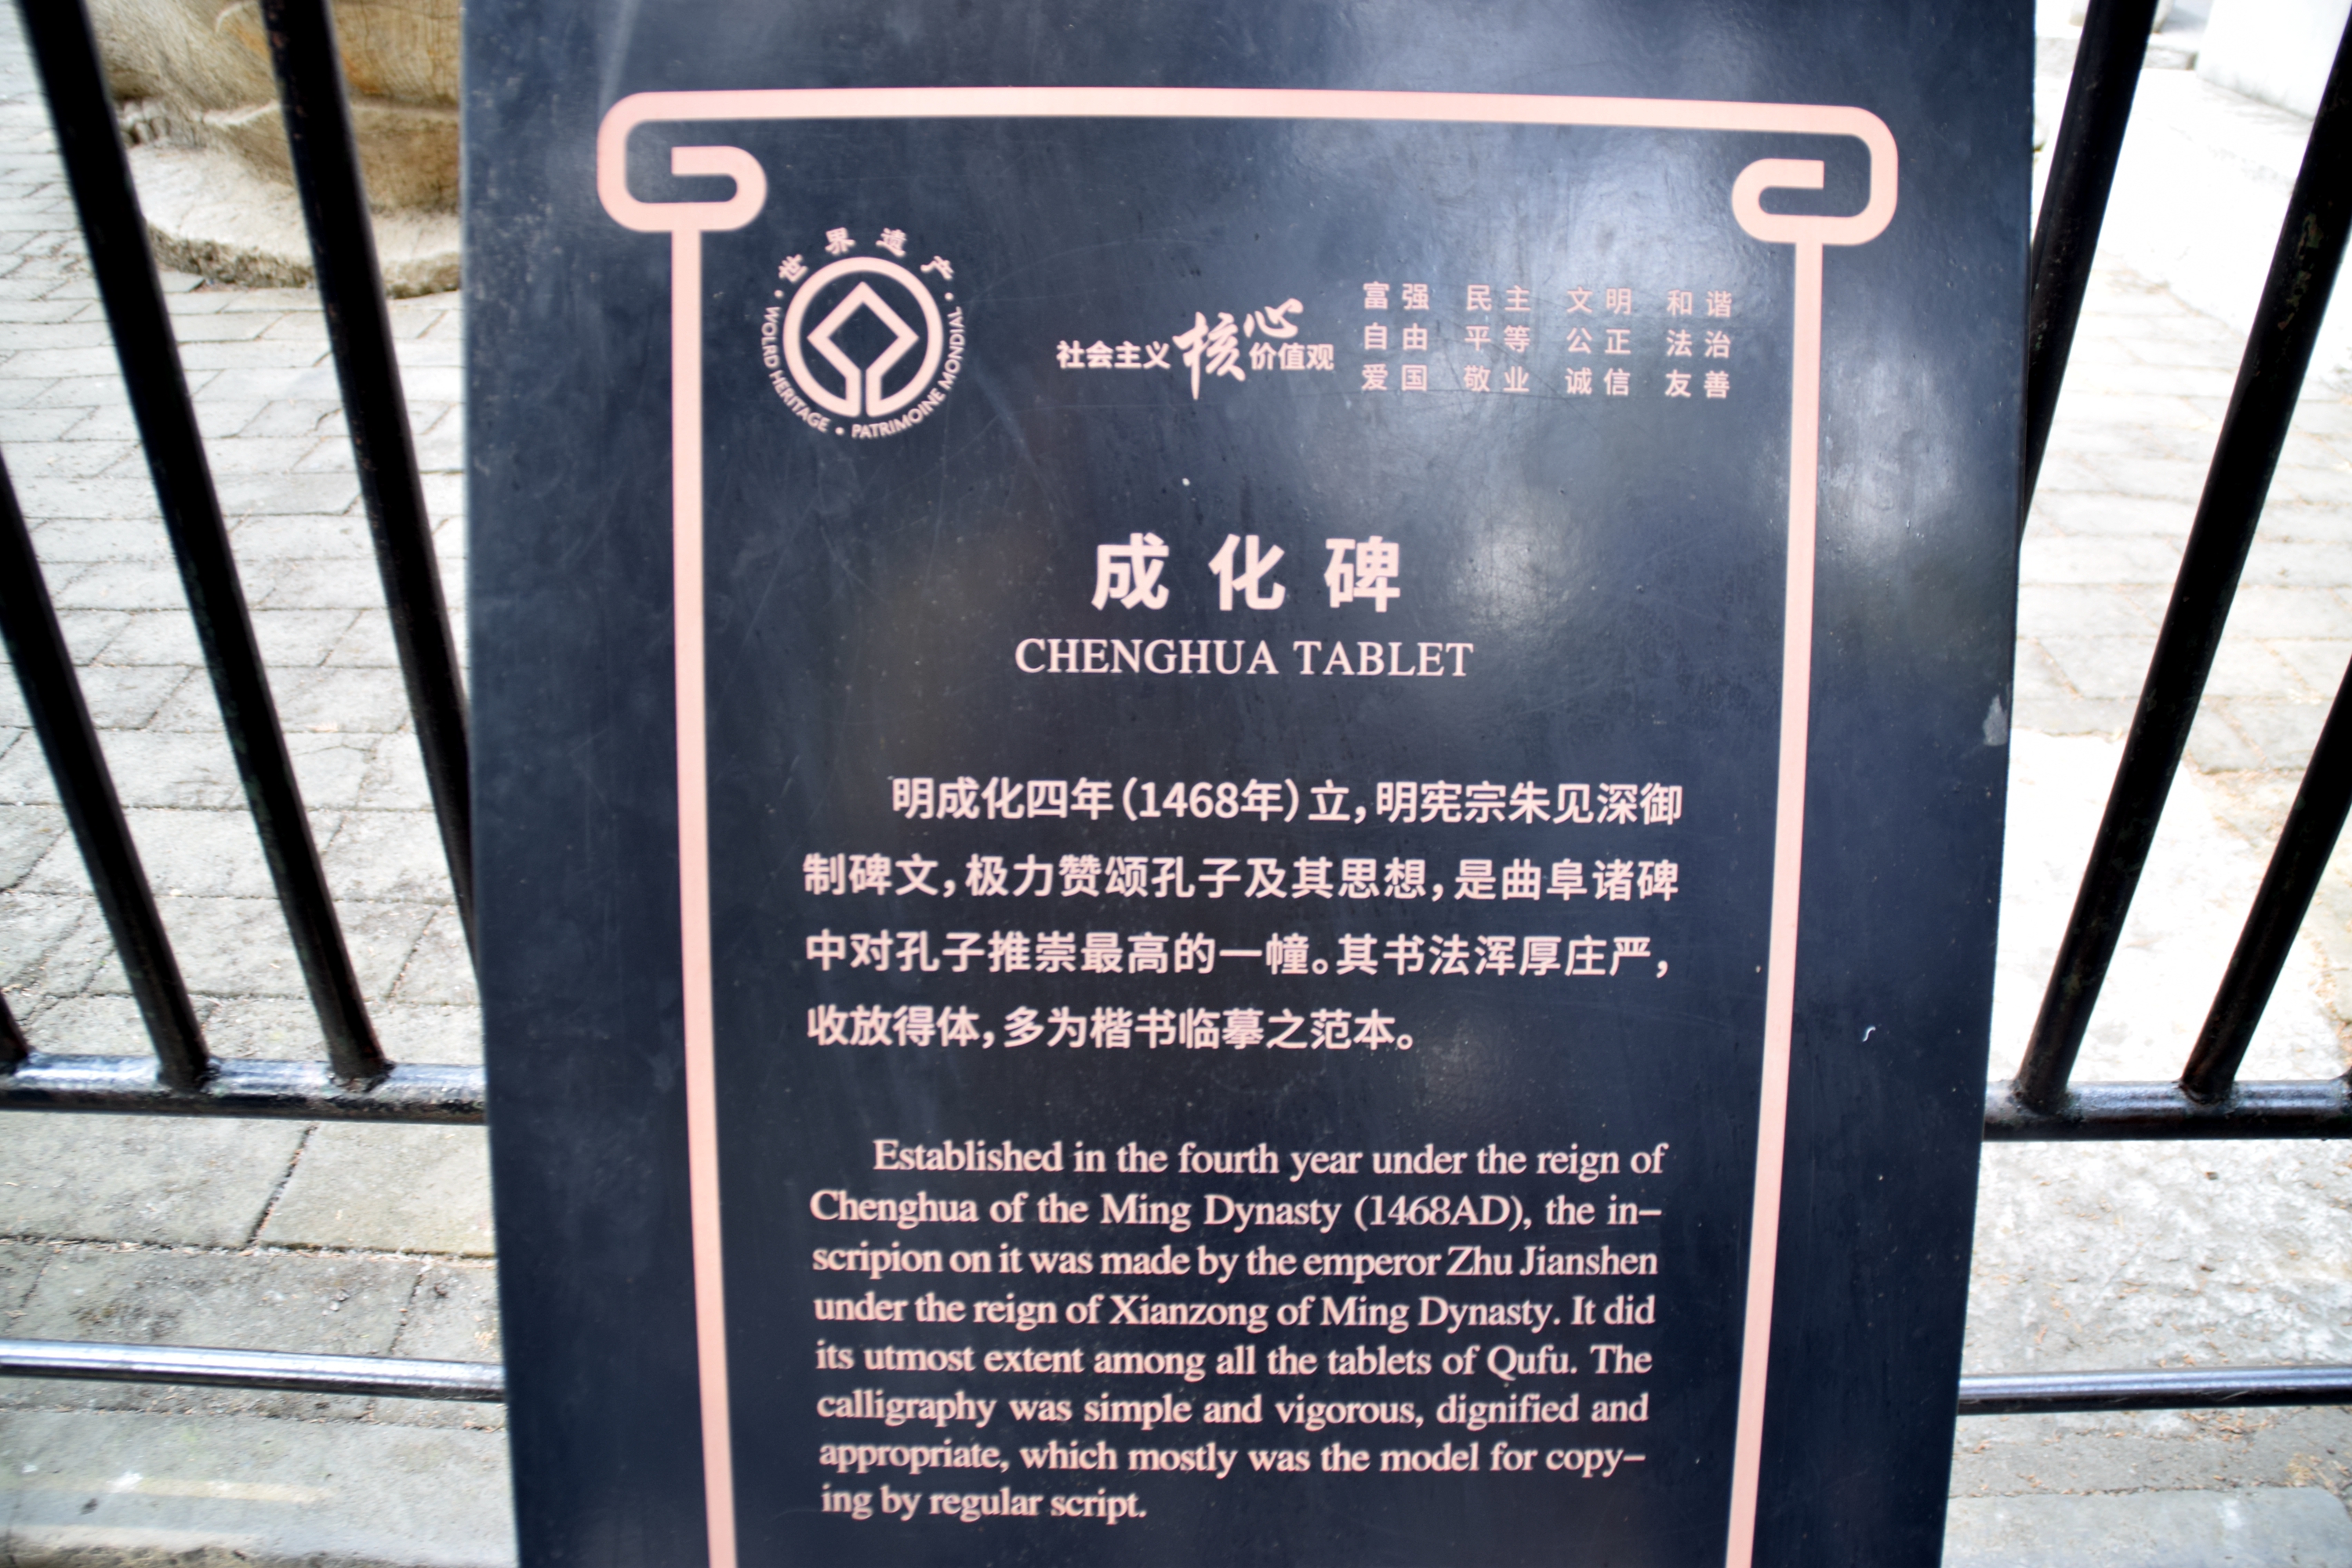 世界遗产
WOLRD HERITAGE • PATRIMOINE MONDIAL
社会主义核心价值观
富强 民主 文明 和谐
自由 平等 公正 法治
爱国 敬业 诚信 友善
成化碑
CHENGHUA TABLET
明成化四年(1468年)立,明宪宗朱见深御
制碑文,极力赞颂孔子及其思想,是曲阜诸碑
中对孔子推崇最高的一幢。其书法浑厚庄严,
收放得体,多为楷书临摹之范本。
Established in the fourth year under the reign of
Chenghua of the Ming Dynasty (1468AD), the in-
scripion on it was made by the emperor Zhu Jianshen
under the reign of Xianzong of Ming Dynasty. It did
its utmost extent among all the tablets of Qufu. The
calligraphy was simple and vigorous, dignified and
appropriate, which mostly was the model for copy-
ing by regular script.